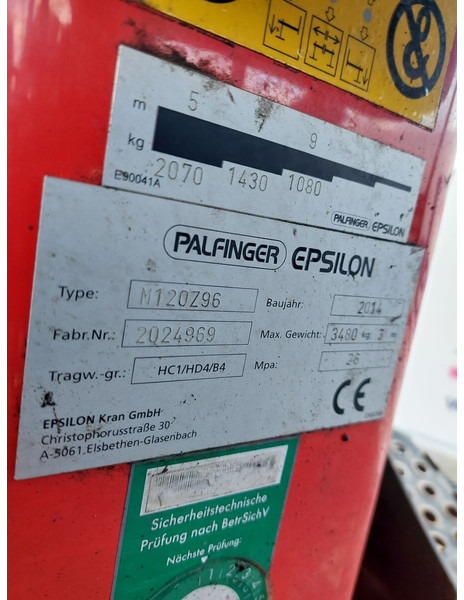 m 5 9
kg 2070 1430 1080
E90041A
PALFINGER EPSILON
PALFINGER EPSILON
Type: M120Z96 Baujahr: 2014
Fabr.Nr.: 2024969 Max. Gewicht: 3480 kg 3 m
Tragw.-gr.: HC1/HD4/B4 Mpa: 26
CE
EPSILON Kran GmbH
Christophorusstraße 30
A-5061 Elsbethen-Glasenbach
Sicherheitstechnische
Prüfung nach BetrSichV
Nächste Prüfung: